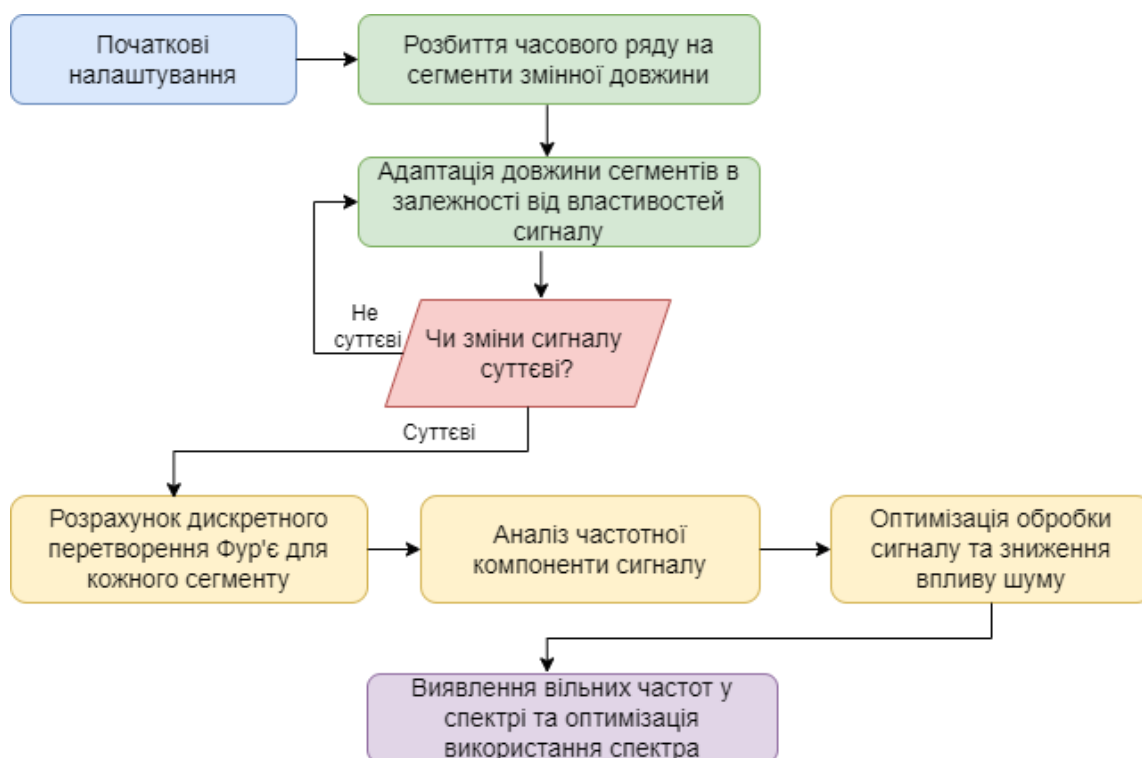 Початкові
налаштування
Розбиття часового ряду на
сегменти змінної довжини
Адаптація довжини сегментів в
залежності від властивостей
сигналу
Не
суттєві
Чи зміни сигналу
суттєві?
Суттєві
Розрахунок дискретного
перетворення Фур'є для
кожного сегменту
Аналіз частотної
компоненти сигналу
Оптимізація обробки
сигналу та зниження
впливу шуму
Виявлення вільних частот у
спектрі та оптимізація
використання спектра